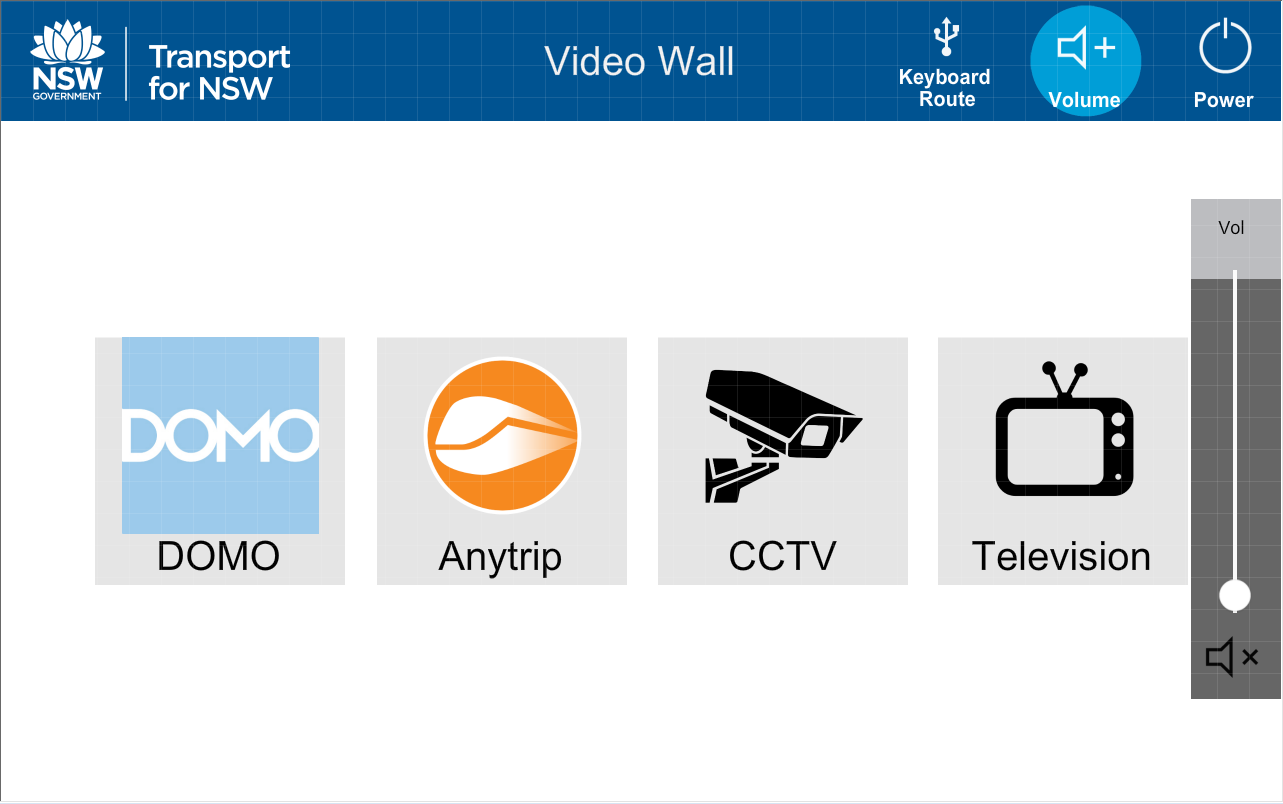 NSW
GOVERNMENT
Transport
for NSW
Video Wall
Keyboard
Route
Volume
Power
Vol
DOMO
DOMO
Anytrip
CCTV
Television